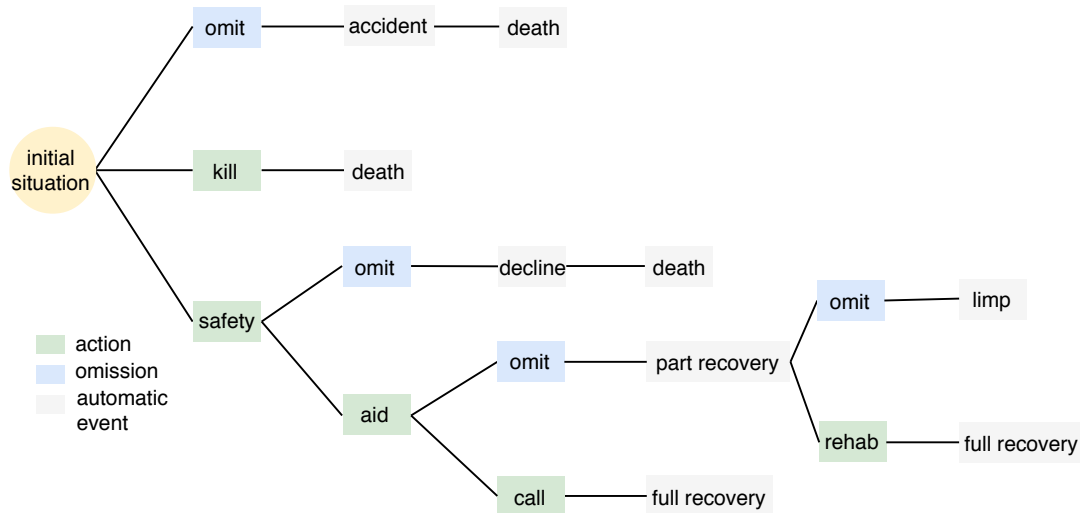 omit
accident
death
initial
situation
kill
death
omit
decline
death
safety
omit
limp
action
omission
automatic
event
omit
part recovery
aid
rehab
full recovery
call
full recovery